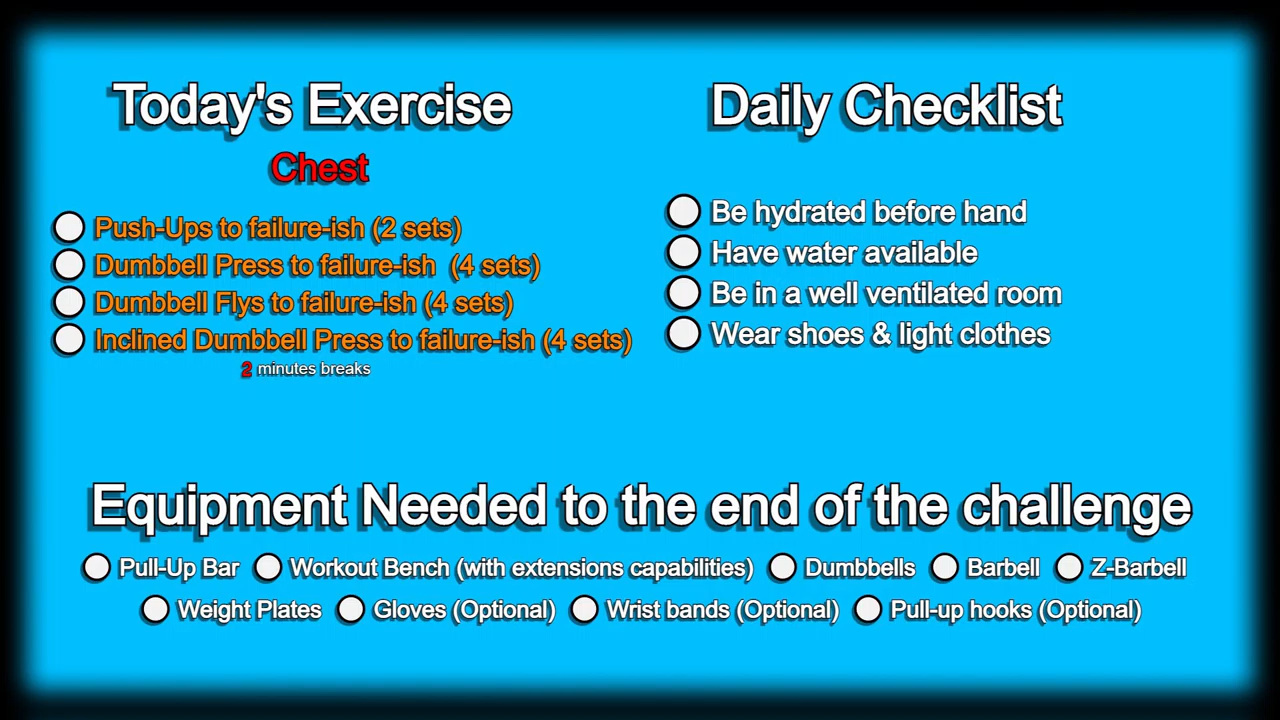 Today's Exercise
Chest
Push-Ups to failure-ish (2 sets)
Dumbbell Press to failure-ish (4 sets)
Dumbbell Flys to failure-ish (4 sets)
Inclined Dumbbell Press to failure-ish (4 sets)
2 minutes breaks
Daily Checklist
Be hydrated before hand
Have water available
Be in a well ventilated room
Wear shoes & light clothes
Equipment Needed to the end of the challenge
Pull-Up Bar Workout Bench (with extensions capabilities) Dumbbells Barbell Z-Barbell
Weight Plates Gloves (Optional) Wrist bands (Optional) Pull-up hooks (Optional)